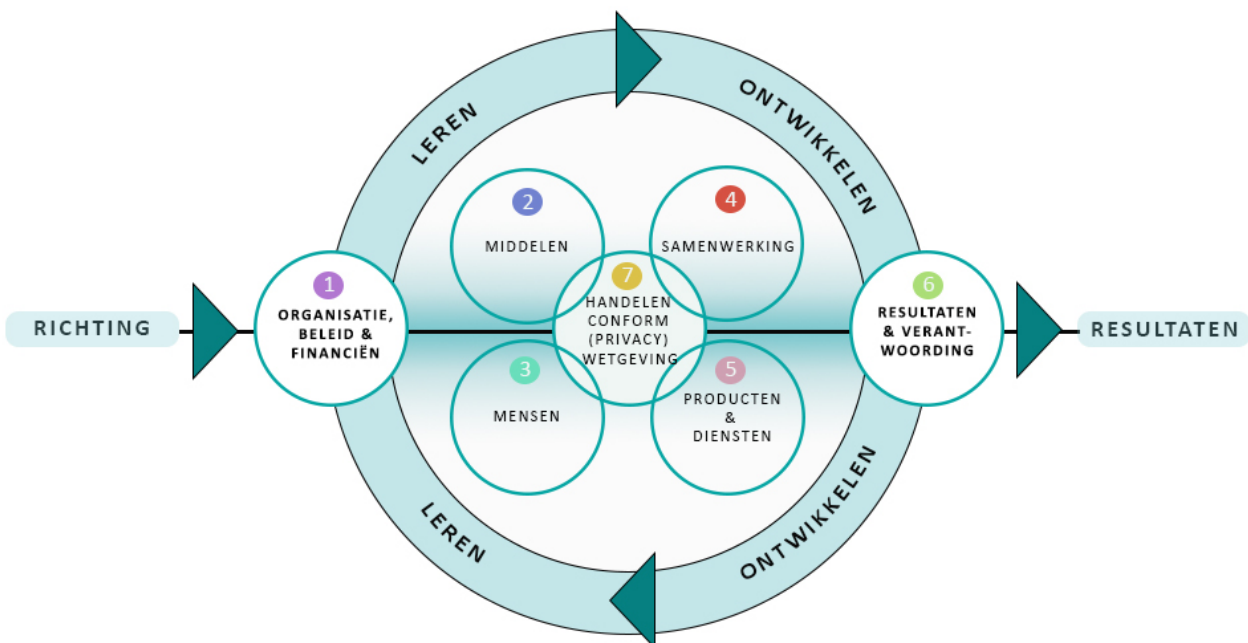 LEREN
ONTWIKKELEN
2
MIDDELEN
4
SAMENWERKING
RICHTING
1
ORGANISATIE,
BELEID &
FINANCIËN
7
HANDELEN
CONFORM
(PRIVACY)
WETGEVING
6
RESULTATEN
& VERANT-
WOORDING
RESULTATEN
3
MENSEN
5
PRODUCTEN
&
DIENSTEN
LEREN
ONTWIKKELEN